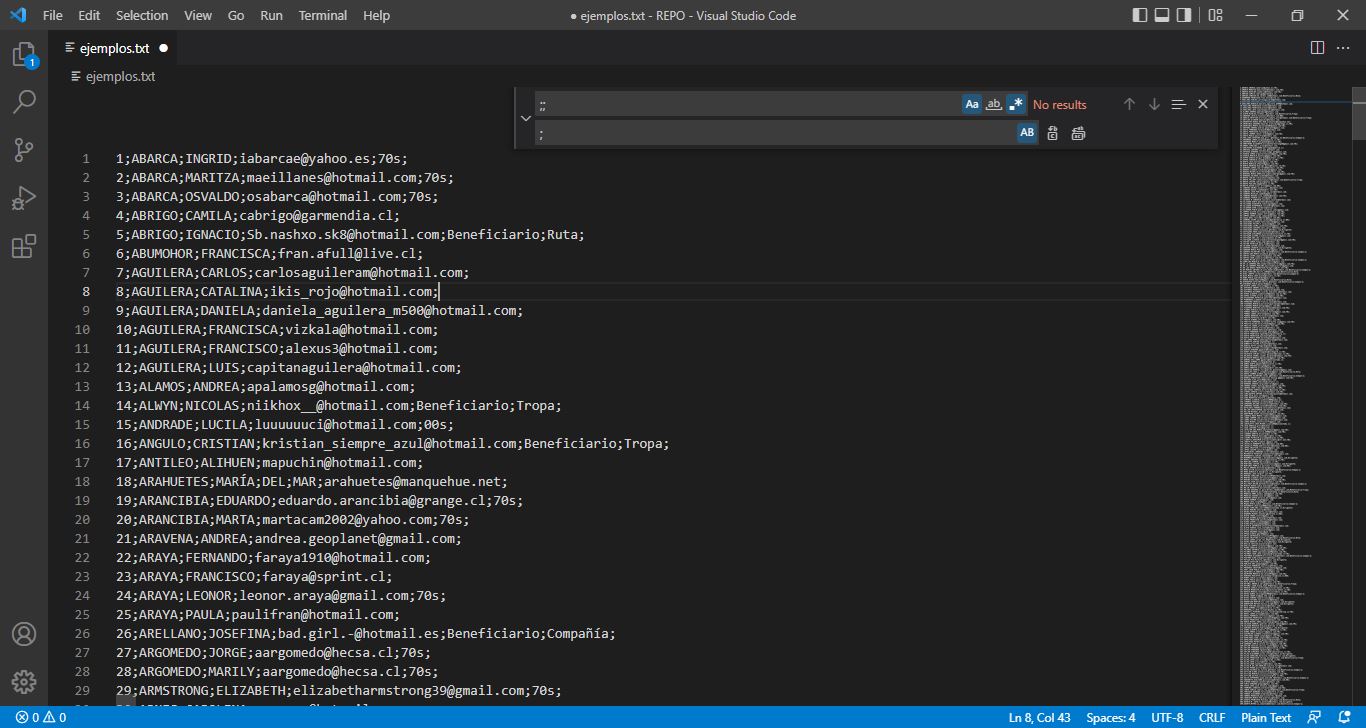 File Edit Selection View Go Run Terminal Help ● ejemplos.txt - REPO - Visual Studio Code
ejemplos.txt
ejemplos.txt
1
;; Aa ab .* No results
; AB
1 1;ABARCA;INGRID;iabarcae@yahoo.es;70s;
2 2;ABARCA;MARITZA;maeillanes@hotmail.com;70s;
3 3;ABARCA;OSVALDO;osabarca@hotmail.com;70s;
4 4;ABRIGO;CAMILA;cabrigo@garmendia.cl;
5 5;ABRIGO;IGNACIO;Sb.nashxo.sk8@hotmail.com;Beneficiario;Ruta;
6 6;ABUMOHOR;FRANCISCA;fran.afull@live.cl;
7 7;AGUILERA;CARLOS;carlosaguileram@hotmail.com;
8 8;AGUILERA;CATALINA;ikis_rojo@hotmail.com;
9 9;AGUILERA;DANIELA;daniela_aguilera_m500@hotmail.com;
10 10;AGUILERA;FRANCISCA;vizkala@hotmail.com;
11 11;AGUILERA;FRANCISCO;alexus3@hotmail.com;
12 12;AGUILERA;LUIS;capitanaguilera@hotmail.com;
13 13;ALAMOS;ANDREA;apalamosg@hotmail.com;
14 14;ALWYN;NICOLAS;niikhox__@hotmail.com;Beneficiario;Tropa;
15 15;ANDRADE;LUCILA;luuuuuuci@hotmail.com;00s;
16 16;ANGULO;CRISTIAN;kristian_siempre_azul@hotmail.com;Beneficiario;Tropa;
17 17;ANTILEO;ALIHUEN;mapuchin@hotmail.com;
18 18;ARAHUETES;MARÍA;DEL;MAR;arahuetes@manquehue.net;
19 19;ARANCIBIA;EDUARDO;eduardo.arancibia@grange.cl;70s;
20 20;ARANCIBIA;MARTA;martacam2002@yahoo.com;70s;
21 21;ARAVENA;ANDREA;andrea.geoplanet@gmail.com;
22 22;ARAYA;FERNANDO;faraya1910@hotmail.com;
23 23;ARAYA;FRANCISCO;faraya@sprint.cl;
24 24;ARAYA;LEONOR;leonor.araya@gmail.com;70s;
25 25;ARAYA;PAULA;paulifran@hotmail.com;
26 26;ARELLANO;JOSEFINA;bad.girl.-@hotmail.es;Beneficiario;Compañía;
27 27;ARGOMEDO;JORGE;aargomedo@hecsa.cl;70s;
28 28;ARGOMEDO;MARILY;aargomedo@hecsa.cl;70s;
29 29;ARMSTRONG;ELIZABETH;elizabetharmstrong39@gmail.com;70s;
0 0 Ln 8, Col 43 Spaces: 4 UTF-8 CRLF Plain Text